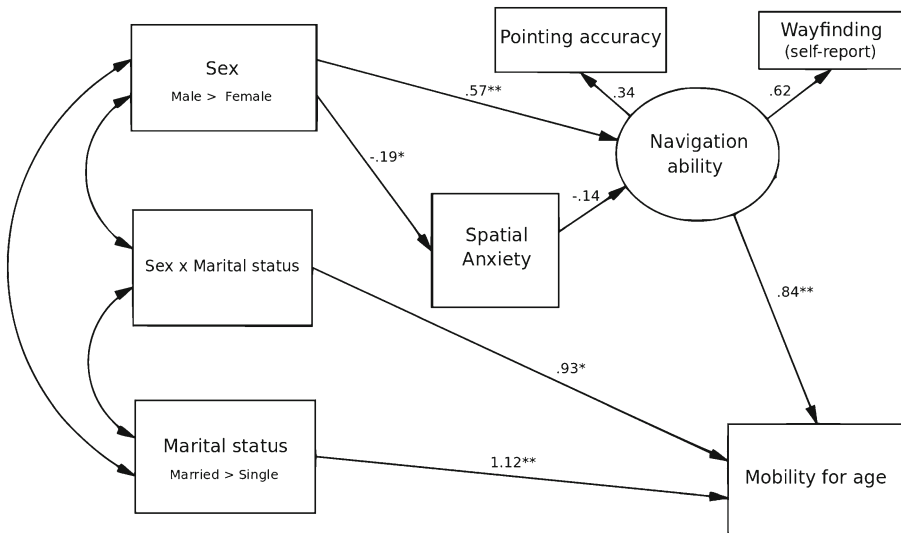 Pointing accuracy
Wayfinding
(self-report)
Sex
Male > Female
.57**
.34
.62
Navigation
ability
-.19*
-.14
Spatial
Anxiety
Sex x Marital status
.84**
.93*
Marital status
Married > Single
1.12**
Mobility for age